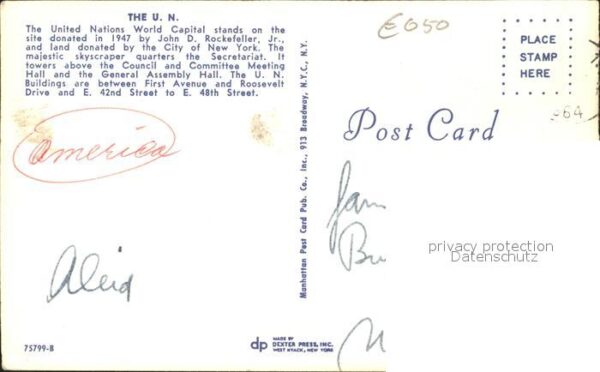 THE U. N.
The United Nations World Capital stands on the
site donated in 1947 by John D. Rockefeller, Jr.,
and land donated by the City of New York. The
majestic skyscraper quarters the Secretariat. It
towers above the Council and Committee Meeting
Hall and the General Assembly Hall. The U. N.
Buildings are between First Avenue and Roosevelt
Drive and E. 42nd Street to E. 48th Street.
america
75799-B
Manhattan Post Card Pub. Co., Inc., 913 Broadway, N.Y.C., N.Y.
dp
MADE BY
DEXTER PRESS, INC.
WEST NYACK, NEW YORK
E050
PLACE
STAMP
HERE
Post Card
privacy protection
Datenschutz